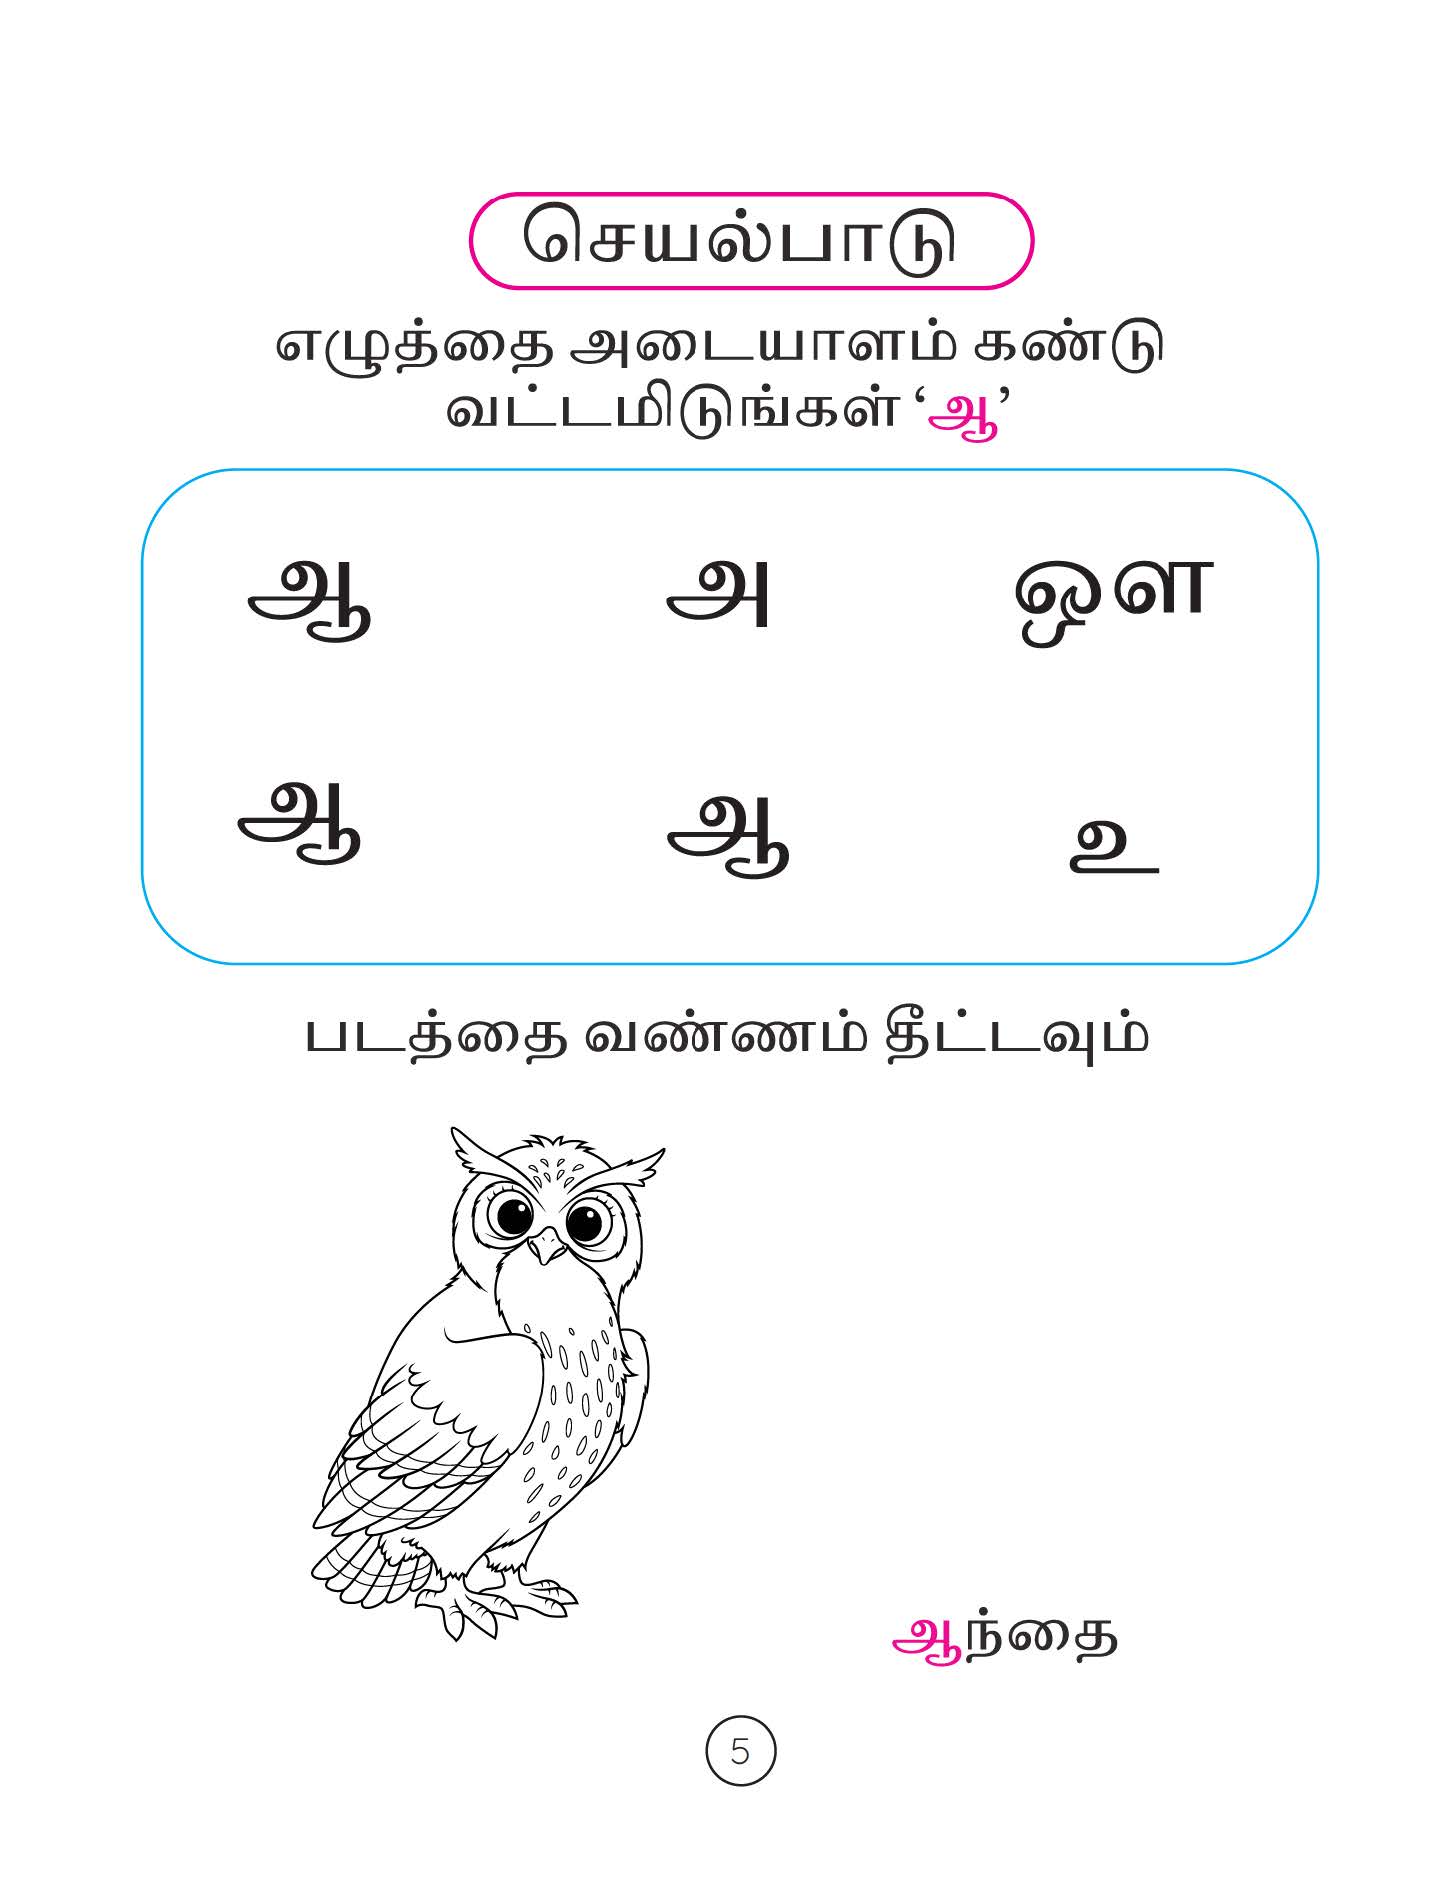 செயல்பாடு
எழுத்தை அடையாளம் கண்டு
வட்டமிடுங்கள் ‘ஆ’
ஆ அ ஔ
ஆ ஆ உ
படத்தை வண்ணம் தீட்டவும்
ஆந்தை
5